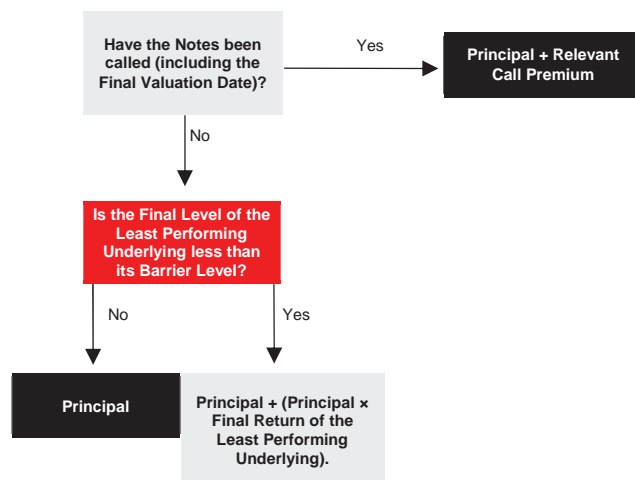 Have the Notes been
called (including the
Final Valuation Date)?
Yes
Principal + Relevant
Call Premium
No
Is the Final Level of the
Least Performing
Underlying less than
its Barrier Level?
No
Yes
Principal
Principal + (Principal ×
Final Return of the
Least Performing
Underlying).